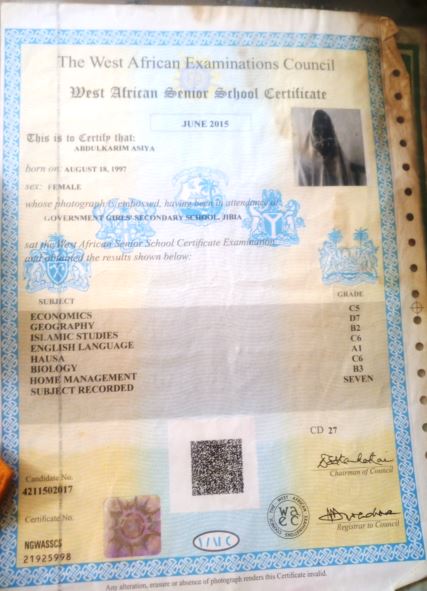 The West African Examinations Council
West African Senior School Certificate
JUNE 2015
This is to Certify that:
ABDULKARIM ASIYA
born on: AUGUST 18, 1997
sex: FEMALE
whose photograph is embossed, having been in attendance at
GOVERNMENT GIRLS SECONDARY SCHOOL, JIBIA
sat the West African Senior School Certificate Examination
and obtained the results shown below:
SUBJECT GRADE
ECONOMICS C5
GEOGRAPHY D7
ISLAMIC STUDIES B2
ENGLISH LANGUAGE C6
HAUSA A1
BIOLOGY C6
HOME MANAGEMENT B3
SUBJECT RECORDED SEVEN
CD 27
Chairman of Council
Candidate No.
4211502017
Certificate No.
Registrar to Council
NGWASSCS
21925998
Any alteration, erasure or absence of photograph renders this Certificate invalid.